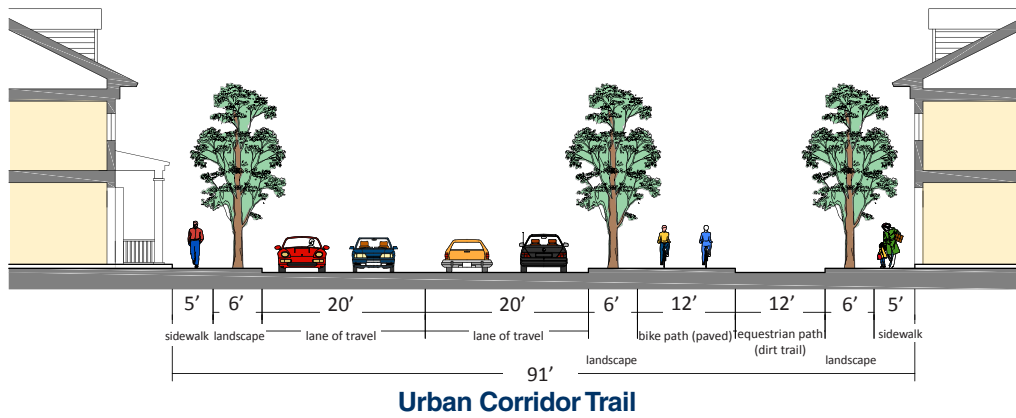 5’ 6’ 20’ 20’ 6’ 12’ 12’ 6’ 5’
sidewalk landscape lane of travel lane of travel bike path (paved) equestrian path sidewalk
(dirt trail)
landscape landscape
91’
Urban Corridor Trail